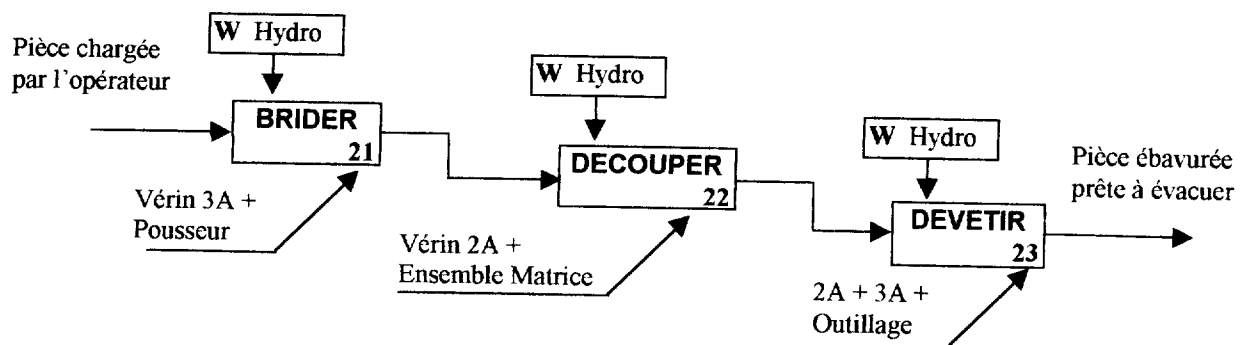 Pièce chargée
par l'opérateur
W Hydro
BRIDER
21
Vérin 3A +
Pousseur
W Hydro
DECOUPER
22
Vérin 2A +
Ensemble Matrice
W Hydro
DEVETIR
23
2A + 3A +
Outillage
Pièce ébavurée
prête à évacuer